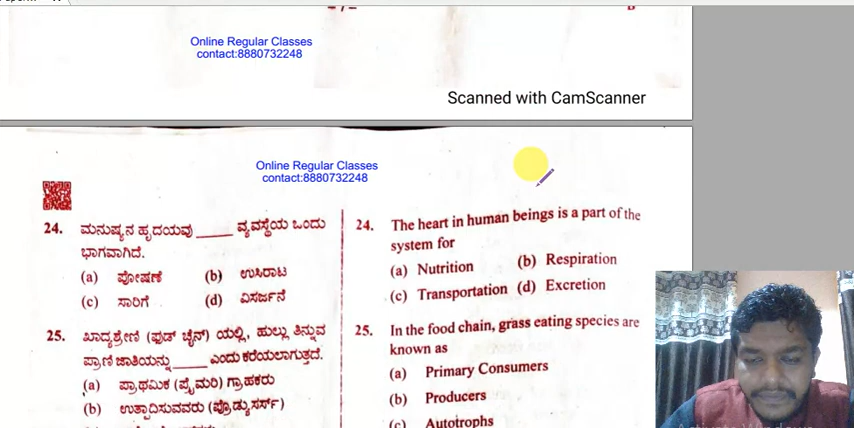 Online Regular Classes
contact:8880732248
Scanned with CamScanner
Online Regular Classes
contact:8880732248
24. ಮನುಷ್ಯನ ಹೃದಯವು _____ ವ್ಯವಸ್ಥೆಯ ಒಂದು
ಭಾಗವಾಗಿದೆ.
(a) ಪೋಷಣೆ (b) ಉಸಿರಾಟ
(c) ಸಾರಿಗೆ (d) ವಿಸರ್ಜನೆ
25. ಖಾದ್ಯಶ್ರೇಣಿ (ಫುಡ್ ಚೈನ್) ಯಲ್ಲಿ, ಹುಲ್ಲು ತಿನ್ನುವ
ಪ್ರಾಣಿ ಜಾತಿಯನ್ನು _____ ಎಂದು ಕರೆಯಲಾಗುತ್ತದೆ.
(a) ಪ್ರಾಥಮಿಕ (ಪ್ರೈಮರಿ) ಗ್ರಾಹಕರು
(b) ಉತ್ಪಾದಿಸುವವರು (ಪ್ರೊಡ್ಯುಸರ್ಸ್)
24. The heart in human beings is a part of the
system for
(a) Nutrition (b) Respiration
(c) Transportation (d) Excretion
25. In the food chain, grass eating species are
known as
(a) Primary Consumers
(b) Producers
(c) Autotrophs